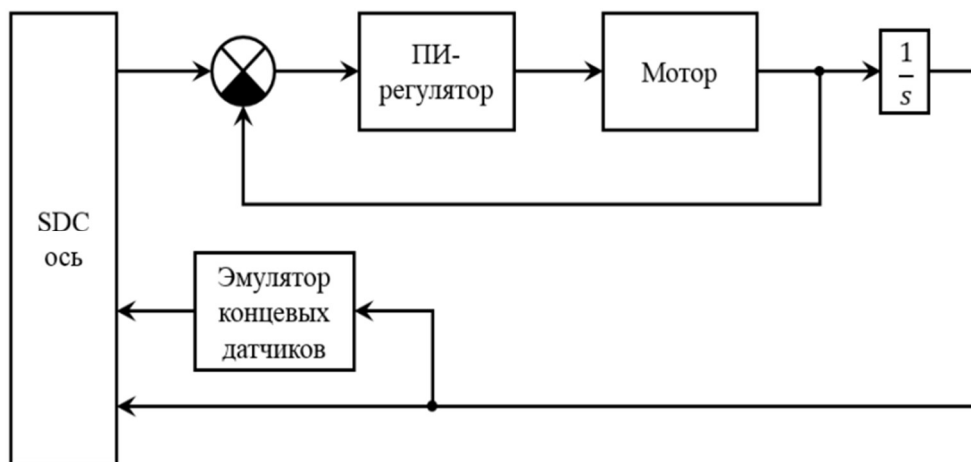 ПИ-
регулятор
Мотор
1
s
SDC
ось
Эмулятор
концевых
датчиков